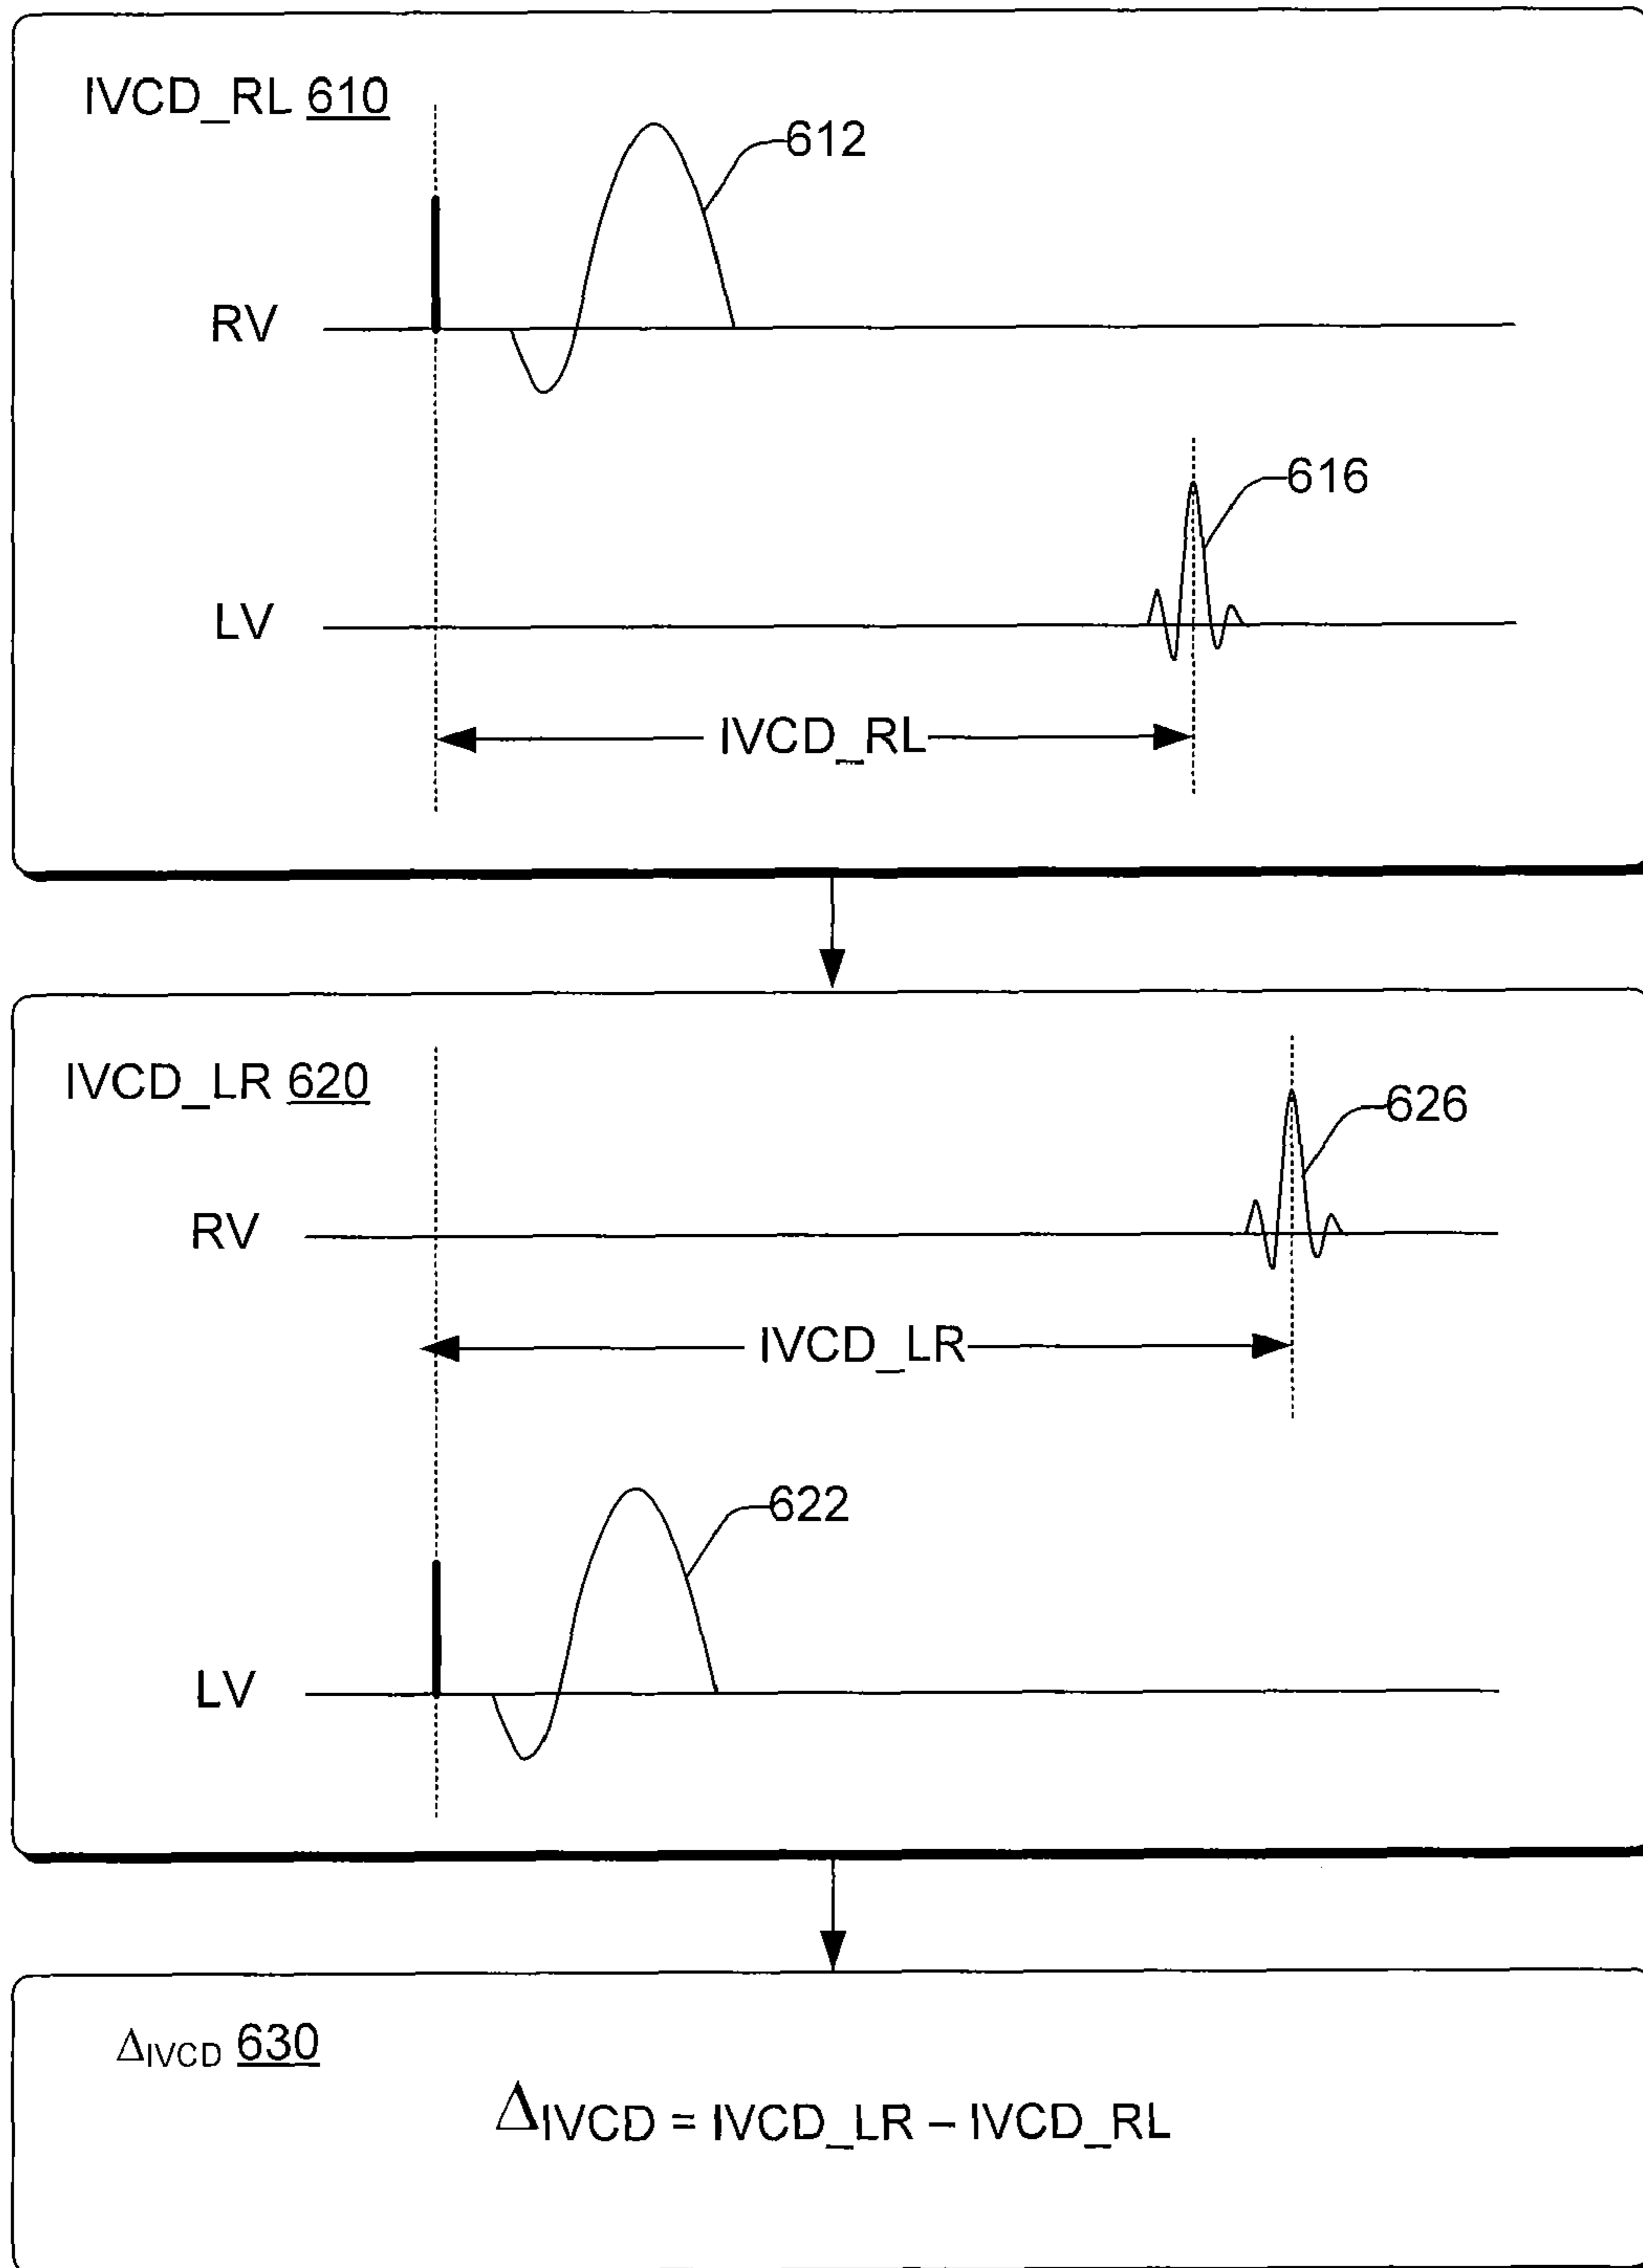 IVCD_RL 610
612
RV
616
LV
IVCD_RL
IVCD_LR 620
626
RV
IVCD_LR
622
LV
ΔIVCD 630
ΔIVCD = IVCD_LR – IVCD_RL